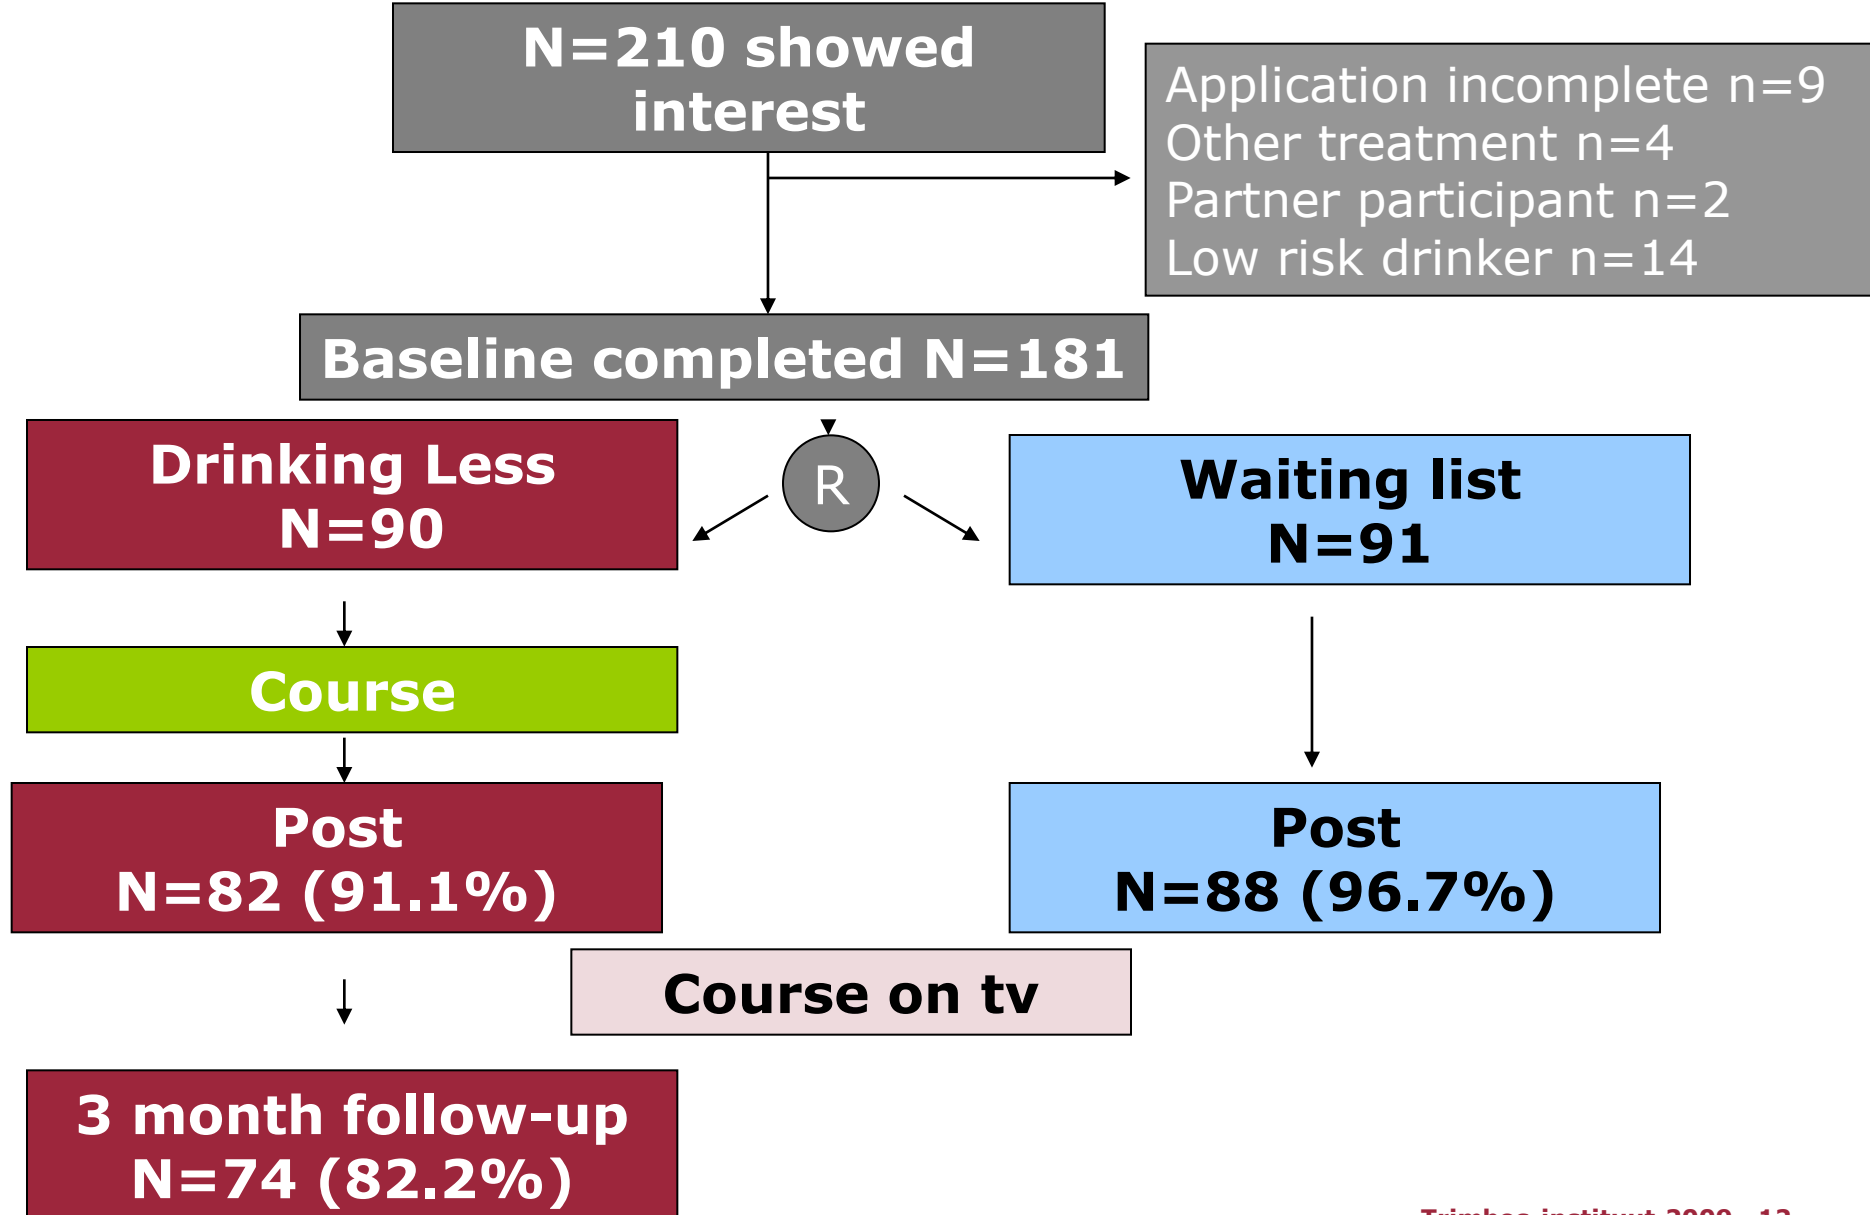 N=210 showed
interest
Application incomplete n=9
Other treatment n=4
Partner participant n=2
Low risk drinker n=14
Baseline completed N=181
Drinking Less
N=90
R
Waiting list
N=91
Course
Post
N=82 (91.1%)
Post
N=88 (96.7%)
Course on tv
3 month follow-up
N=74 (82.2%)